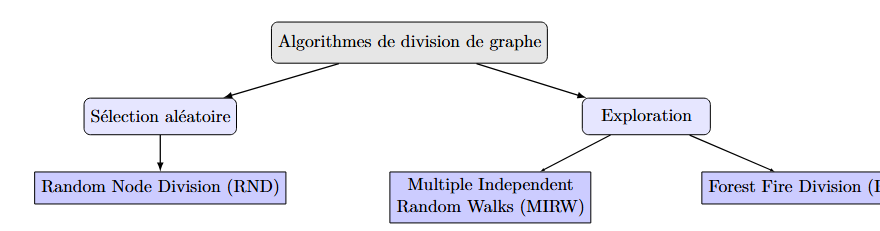 Algorithmes de division de graphe
Sélection aléatoire
Exploration
Random Node Division (RND)
Multiple Independent
Random Walks (MIRW)
Forest Fire Division